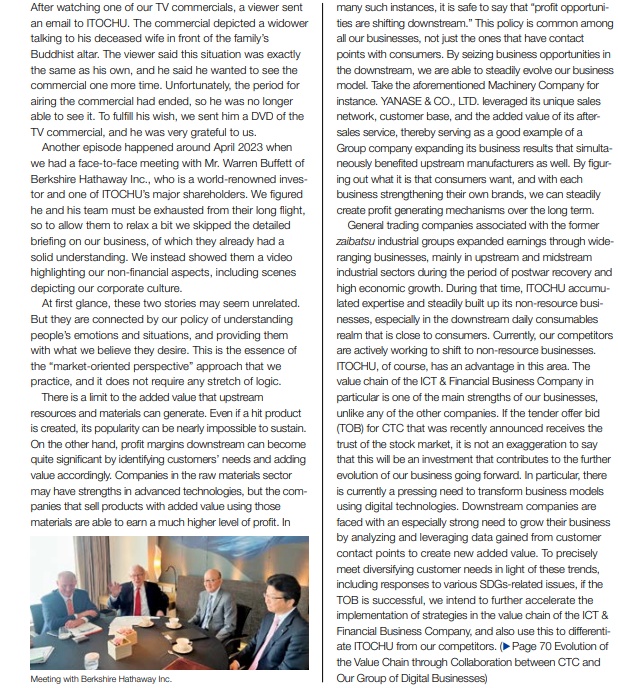 After watching one of our TV commercials, a viewer sent
an email to ITOCHU. The commercial depicted a widower
talking to his deceased wife in front of the family's
Buddhist altar. The viewer said this situation was exactly
the same as his own, and he said he wanted to see the
commercial one more time. Unfortunately, the period for
airing the commercial had ended, so he was no longer
able to see it. To fulfill his wish, we sent him a DVD of the
TV commercial, and he was very grateful to us.
Another episode happened around April 2023 when
we had a face-to-face meeting with Mr. Warren Buffett of
Berkshire Hathaway Inc., who is a world-renowned inves-
tor and one of ITOCHU's major shareholders. We figured
he and his team must be exhausted from their long flight,
so to allow them to relax a bit we skipped the detailed
briefing on our business, of which they already had a
solid understanding. We instead showed them a video
highlighting our non-financial aspects, including scenes
depicting our corporate culture.
At first glance, these two stories may seem unrelated.
But they are connected by our policy of understanding
people's emotions and situations, and providing them
with what we believe they desire. This is the essence of
the “market-oriented perspective” approach that we
practice, and it does not require any stretch of logic.
There is a limit to the added value that upstream
resources and materials can generate. Even if a hit product
is created, its popularity can be nearly impossible to sustain.
On the other hand, profit margins downstream can become
quite significant by identifying customers' needs and adding
value accordingly. Companies in the raw materials sector
may have strengths in advanced technologies, but the com-
panies that sell products with added value using those
materials are able to earn a much higher level of profit. In
Meeting with Berkshire Hathaway Inc.
many such instances, it is safe to say that “profit opportuni-
ties are shifting downstream.” This policy is common among
all our businesses, not just the ones that have contact
points with consumers. By seizing business opportunities in
the downstream, we are able to steadily evolve our business
model. Take the aforementioned Machinery Company for
instance. YANASE & CO., LTD. leveraged its unique sales
network, customer base, and the added value of its after-
sales service, thereby serving as a good example of a
Group company expanding its business results that simulta-
neously benefited upstream manufacturers as well. By figur-
ing out what it is that consumers want, and with each
business strengthening their own brands, we can steadily
create profit generating mechanisms over the long term.
General trading companies associated with the former
zaibatsu industrial groups expanded earnings through wide-
ranging businesses, mainly in upstream and midstream
industrial sectors during the period of postwar recovery and
high economic growth. During that time, ITOCHU accumu-
lated expertise and steadily built up its non-resource busi-
nesses, especially in the downstream daily consumables
realm that is close to consumers. Currently, our competitors
are actively working to shift to non-resource businesses.
ITOCHU, of course, has an advantage in this area. The
value chain of the ICT & Financial Business Company in
particular is one of the main strengths of our businesses,
unlike any of the other companies. If the tender offer bid
(TOB) for CTC that was recently announced receives the
trust of the stock market, it is not an exaggeration to say
that this will be an investment that contributes to the further
evolution of our business going forward. In particular, there
is currently a pressing need to transform business models
using digital technologies. Downstream companies are
faced with an especially strong need to grow their business
by analyzing and leveraging data gained from customer
contact points to create new added value. To precisely
meet diversifying customer needs in light of these trends,
including responses to various SDGs-related issues, if the
TOB is successful, we intend to further accelerate the
implementation of strategies in the value chain of the ICT &
Financial Business Company, and also use this to differenti-
ate ITOCHU from our competitors. (▶Page 70 Evolution of
the Value Chain through Collaboration between CTC and
Our Group of Digital Businesses)